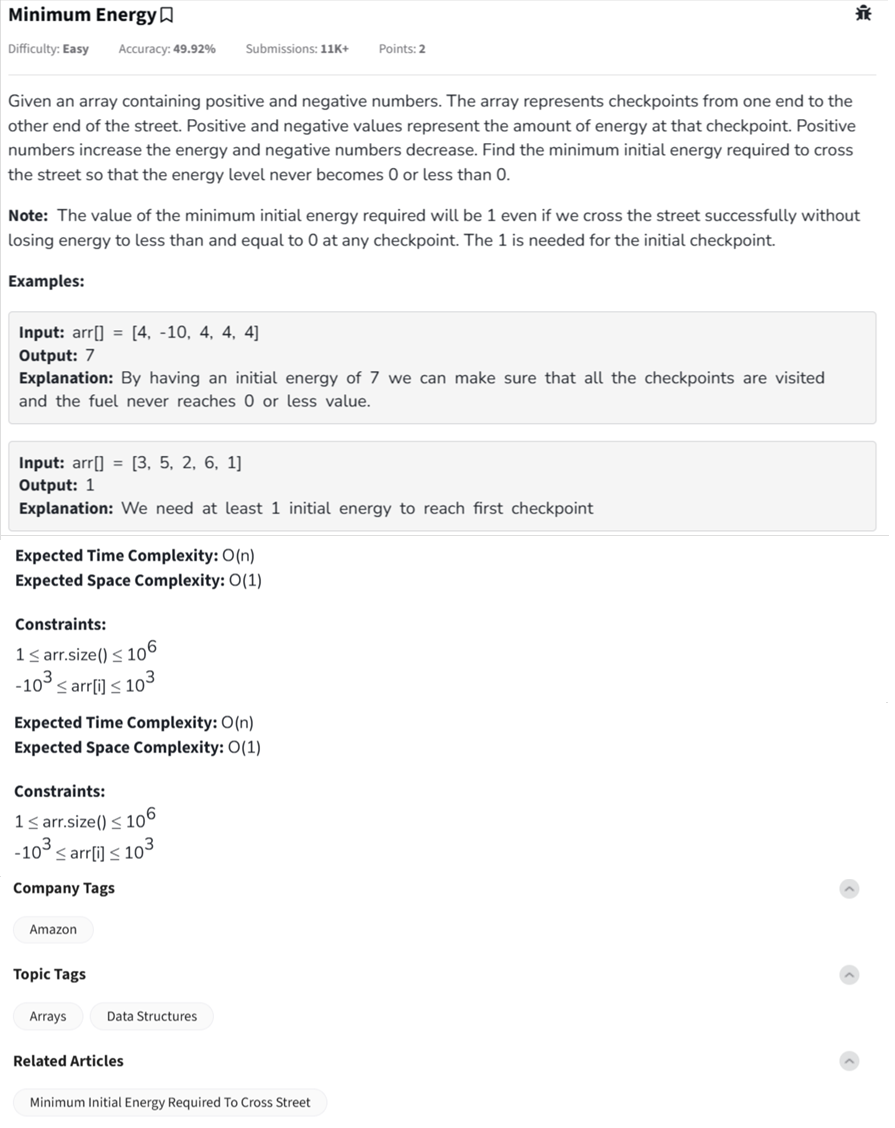 Minimum Energy
Difficulty: Easy Accuracy: 49.92% Submissions: 11K+ Points: 2
Given an array containing positive and negative numbers. The array represents checkpoints from one end to the
other end of the street. Positive and negative values represent the amount of energy at that checkpoint. Positive
numbers increase the energy and negative numbers decrease. Find the minimum initial energy required to cross
the street so that the energy level never becomes 0 or less than 0.
Note: The value of the minimum initial energy required will be 1 even if we cross the street successfully without
losing energy to less than and equal to 0 at any checkpoint. The 1 is needed for the initial checkpoint.
Examples:
Input: arr[] = [4, -10, 4, 4, 4]
Output: 7
Explanation: By having an initial energy of 7 we can make sure that all the checkpoints are visited
and the fuel never reaches 0 or less value.
Input: arr[] = [3, 5, 2, 6, 1]
Output: 1
Explanation: We need at least 1 initial energy to reach first checkpoint
Expected Time Complexity: O(n)
Expected Space Complexity: O(1)
Constraints:
1 ≤ arr.size() ≤ 10^6
-10^3 ≤ arr[i] ≤ 10^3
Expected Time Complexity: O(n)
Expected Space Complexity: O(1)
Constraints:
1 ≤ arr.size() ≤ 10^6
-10^3 ≤ arr[i] ≤ 10^3
Company Tags
Amazon
Topic Tags
Arrays Data Structures
Related Articles
Minimum Initial Energy Required To Cross Street